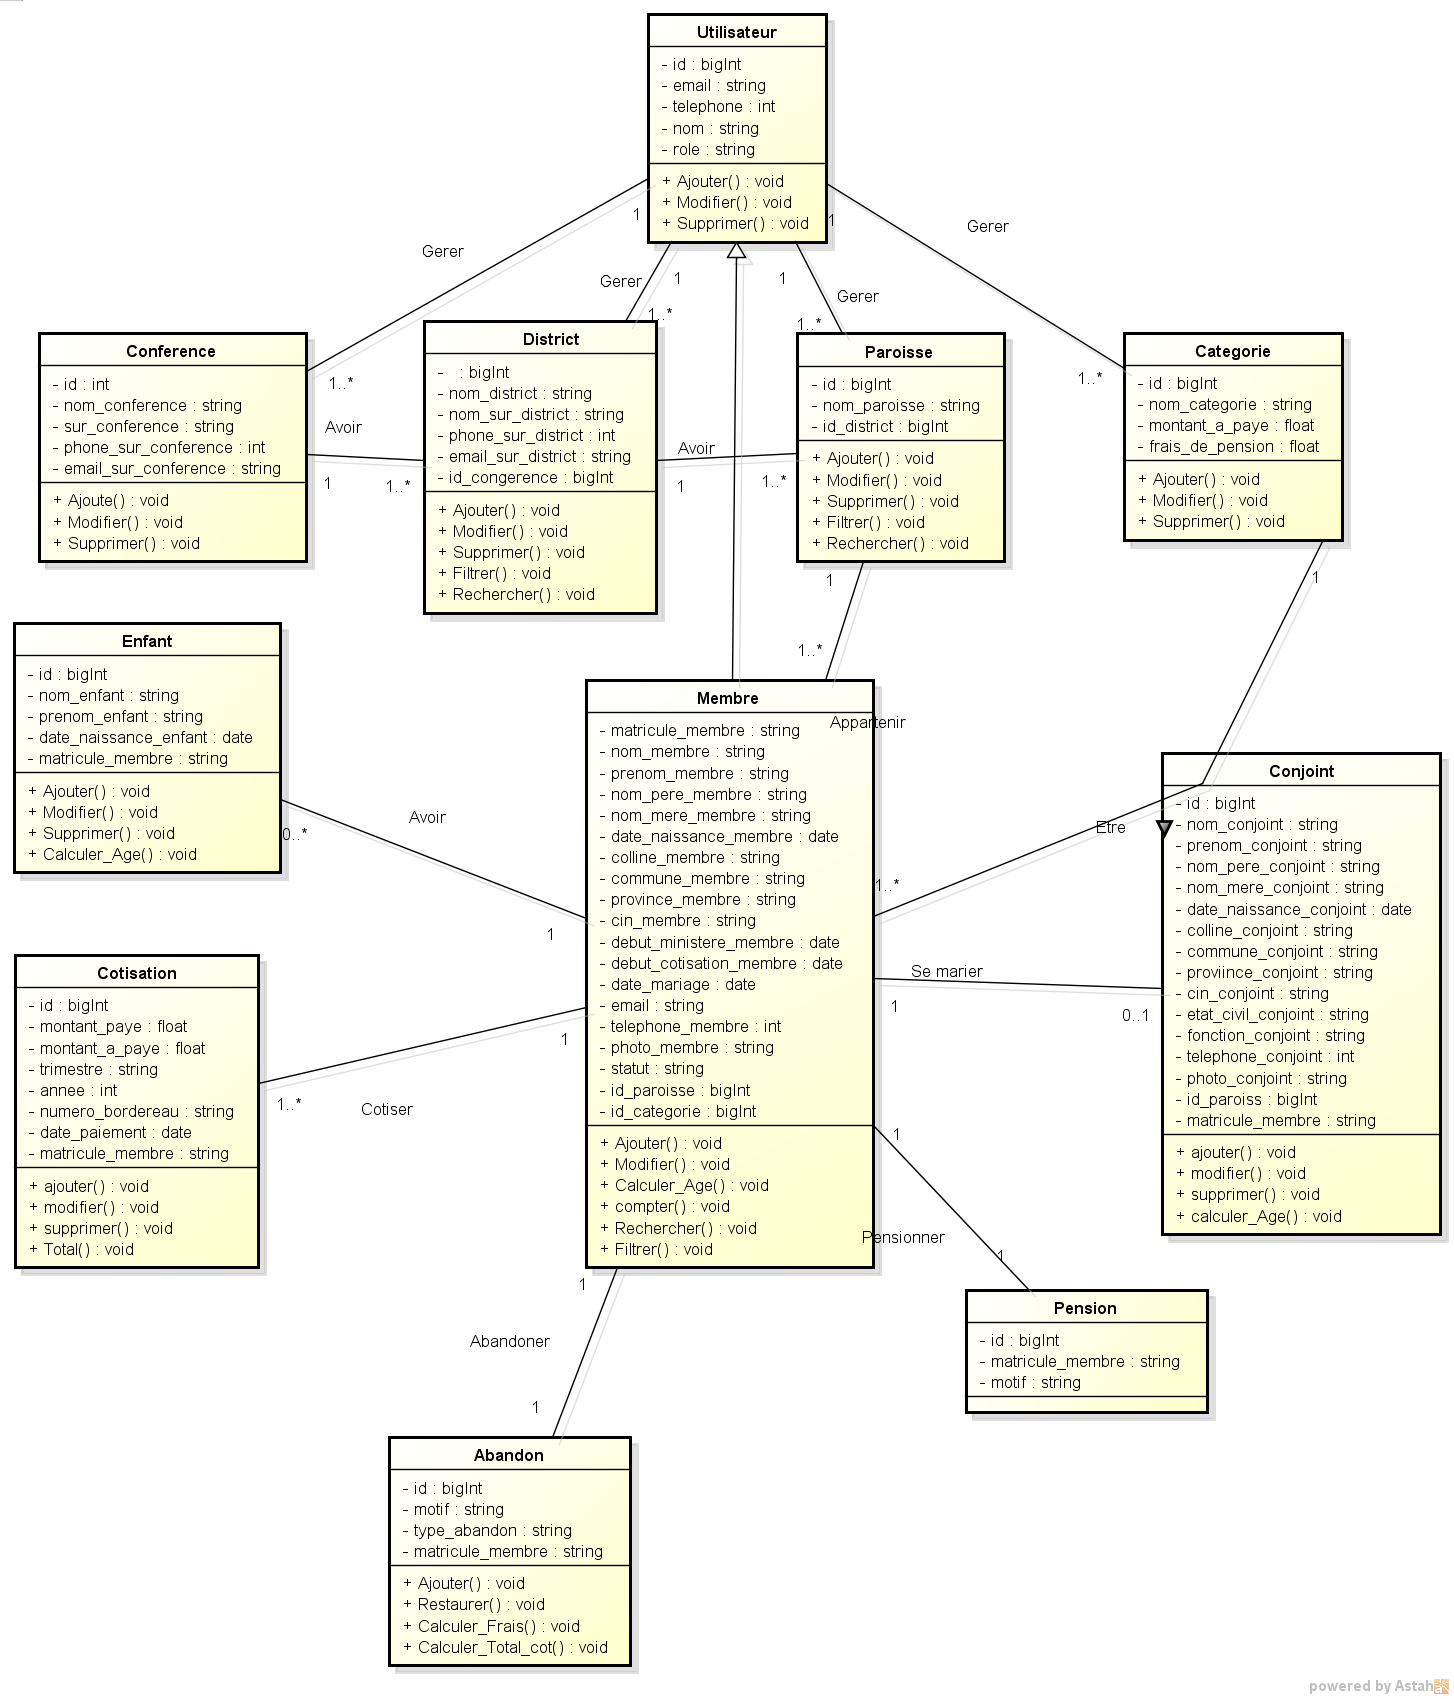 Utilisateur
- id : bigInt
- email : string
- telephone : int
- nom : string
- role : string
+ Ajouter() : void
+ Modifier() : void
+ Supprimer() : void
1
1
Gerer
Gerer
Gerer
1
1
Gerer
1..*
1..*
1..*
1..*
Conference
- id : int
- nom_conference : string
- sur_conference : string
- phone_sur_conference : int
- email_sur_conference : string
+ Ajoute() : void
+ Modifier() : void
+ Supprimer() : void
Avoir
1
1..*
District
- : bigInt
- nom_district : string
- nom_sur_district : string
- phone_sur_district : int
- email_sur_district : string
- id_congerence : bigInt
+ Ajouter() : void
+ Modifier() : void
+ Supprimer() : void
+ Filtrer() : void
+ Rechercher() : void
Avoir
1
1..*
Paroisse
- id : bigInt
- nom_paroisse : string
- id_district : bigInt
+ Ajouter() : void
+ Modifier() : void
+ Supprimer() : void
+ Filtrer() : void
+ Rechercher() : void
Categorie
- id : bigInt
- nom_categorie : string
- montant_a_paye : float
- frais_de_pension : float
+ Ajouter() : void
+ Modifier() : void
+ Supprimer() : void
1
1
1..*
Appartenir
Enfant
- id : bigInt
- nom_enfant : string
- prenom_enfant : string
- date_naissance_enfant : date
- matricule_membre : string
+ Ajouter() : void
+ Modifier() : void
+ Supprimer() : void
+ Calculer_Age() : void
0..*
Avoir
1
Membre
- matricule_membre : string
- nom_membre : string
- prenom_membre : string
- nom_pere_membre : string
- nom_mere_membre : string
- date_naissance_membre : date
- colline_membre : string
- commune_membre : string
- province_membre : string
- cin_membre : string
- debut_ministere_membre : date
- debut_cotisation_membre : date
- date_mariage : date
- email : string
- telephone_membre : int
- photo_membre : string
- statut : string
- id_paroisse : bigInt
- id_categorie : bigInt
+ Ajouter() : void
+ Modifier() : void
+ Calculer_Age() : void
+ compter() : void
+ Rechercher() : void
+ Filtrer() : void
Etre
1..*
Se marier
1
0..1
Conjoint
- id : bigInt
- nom_conjoint : string
- prenom_conjoint : string
- nom_pere_conjoint : string
- nom_mere_conjoint : string
- date_naissance_conjoint : date
- colline_conjoint : string
- commune_conjoint : string
- proviince_conjoint : string
- cin_conjoint : string
- etat_civil_conjoint : string
- fonction_conjoint : string
- telephone_conjoint : int
- photo_conjoint : string
- id_paroiss : bigInt
- matricule_membre : string
+ ajouter() : void
+ modifier() : void
+ supprimer() : void
+ calculer_Age() : void
Cotisation
- id : bigInt
- montant_paye : float
- montant_a_paye : float
- trimestre : string
- annee : int
- numero_bordereau : string
- date_paiement : date
- matricule_membre : string
+ ajouter() : void
+ modifier() : void
+ supprimer() : void
+ Total() : void
1
1..*
Cotiser
1
Pensionner
1
Pension
- id : bigInt
- matricule_membre : string
- motif : string
1
Abandoner
1
Abandon
- id : bigInt
- motif : string
- type_abandon : string
- matricule_membre : string
+ Ajouter() : void
+ Restaurer() : void
+ Calculer_Frais() : void
+ Calculer_Total_cot() : void
powered by Astah